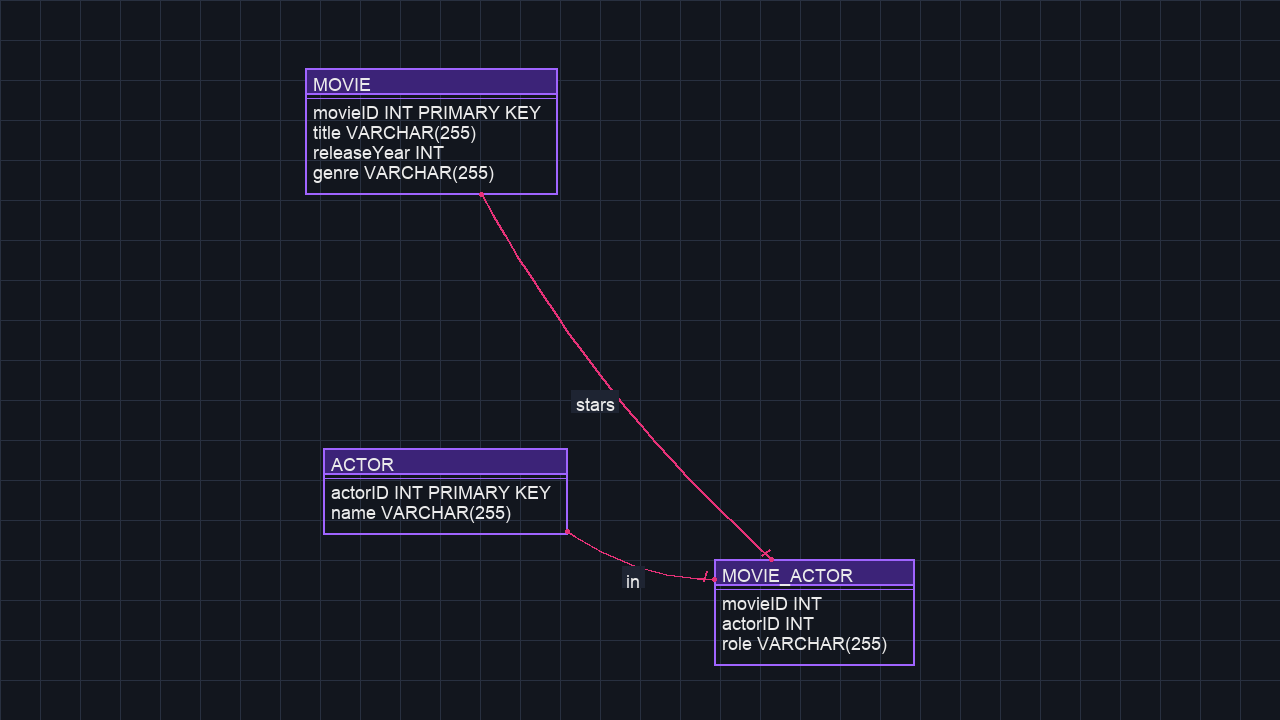 MOVIE
movieID INT PRIMARY KEY
title VARCHAR(255)
releaseYear INT
genre VARCHAR(255)
stars
ACTOR
actorID INT PRIMARY KEY
name VARCHAR(255)
in
MOVIE_ACTOR
movieID INT
actorID INT
role VARCHAR(255)